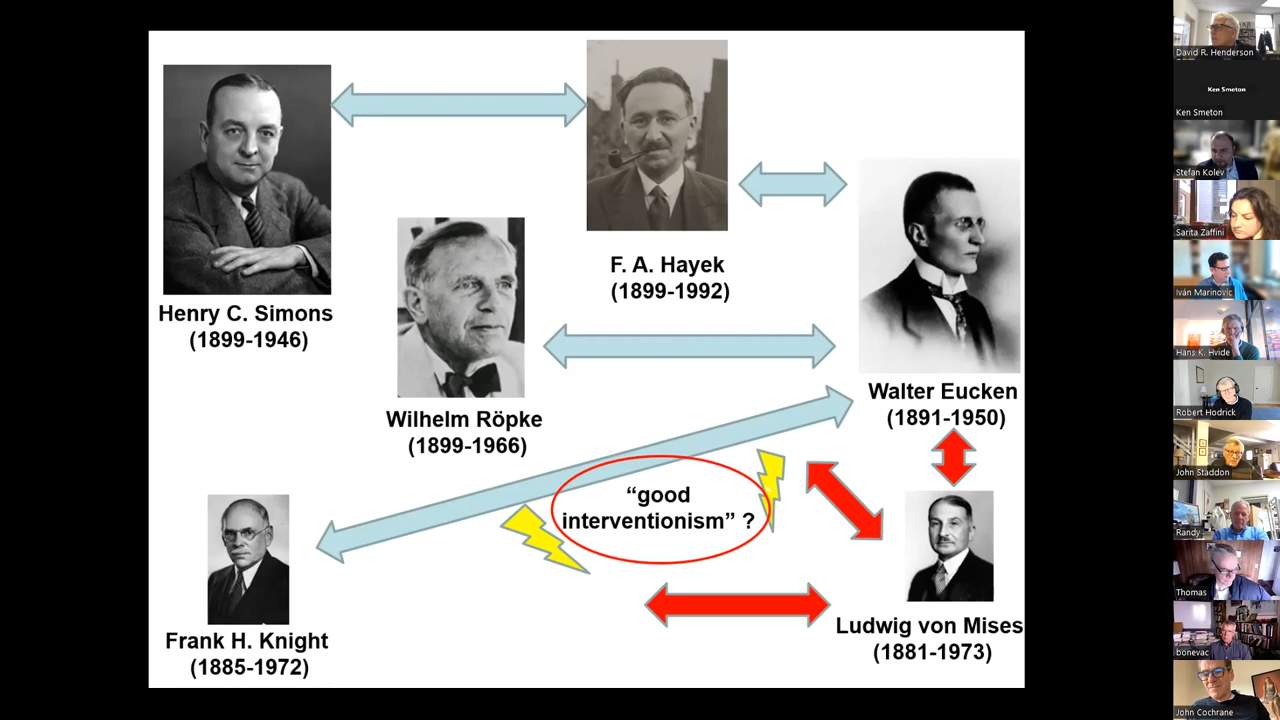 Henry C. Simons
(1899-1946)
F. A. Hayek
(1899-1992)
Wilhelm Röpke
(1899-1966)
Walter Eucken
(1891-1950)
“good
interventionism” ?
Frank H. Knight
(1885-1972)
Ludwig von Mises
(1881-1973)
David R. Henderson
Ken Smeton
Ken Smeton
Stefan Kolev
Sarita Zaffini
Iván Marinovic
Hans K. Hvide
Robert Hodrick
John Staddon
Randy
Thomas
bonevac
John Cochrane